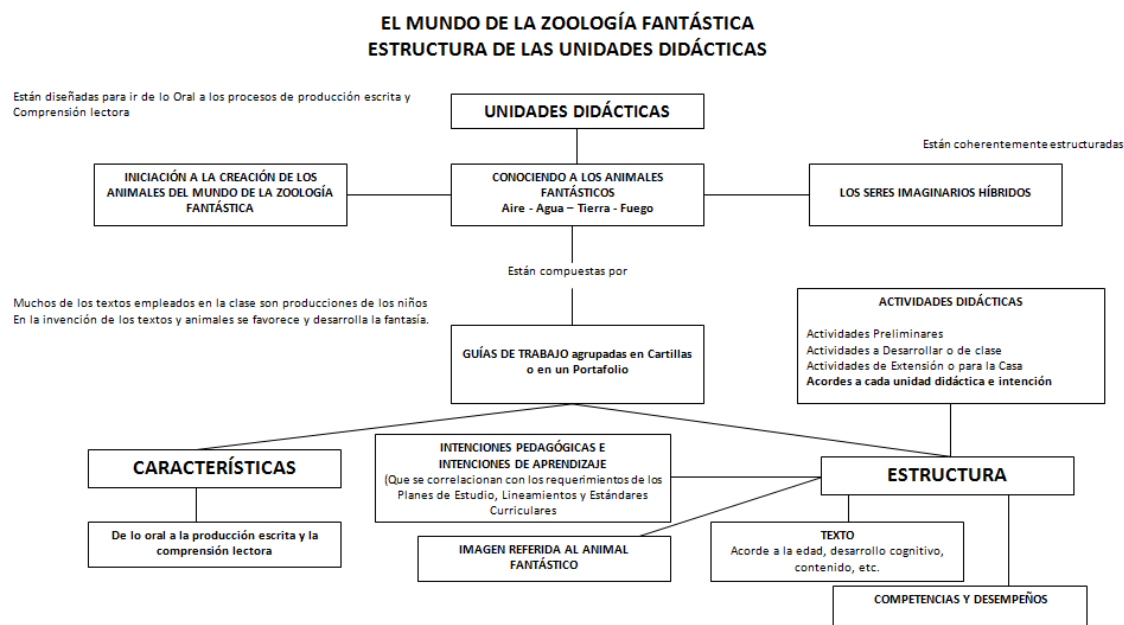 EL MUNDO DE LA ZOOLOGÍA FANTÁSTICA
ESTRUCTURA DE LAS UNIDADES DIDÁCTICAS
Están diseñadas para ir de lo Oral a los procesos de producción escrita y
Comprensión lectora
UNIDADES DIDÁCTICAS
Están coherentemente estructuradas
INICIACIÓN A LA CREACIÓN DE LOS
ANIMALES DEL MUNDO DE LA ZOOLOGÍA
FANTÁSTICA
CONOCIENDO A LOS ANIMALES
FANTÁSTICOS
Aire - Agua – Tierra - Fuego
LOS SERES IMAGINARIOS HÍBRIDOS
Están compuestas por
Muchos de los textos empleados en la clase son producciones de los niños
En la invención de los textos y animales se favorece y desarrolla la fantasía.
ACTIVIDADES DIDÁCTICAS
Actividades Preliminares
Actividades a Desarrollar o de clase
Actividades de Extensión o para la Casa
Acordes a cada unidad didáctica e intención
GUÍAS DE TRABAJO agrupadas en Cartillas
o en un Portafolio
CARACTERÍSTICAS
INTENCIONES PEDAGÓGICAS E
INTENCIONES DE APRENDIZAJE
(Que se correlacionan con los requerimientos de los
Planes de Estudio, Lineamientos y Estándares
Curriculares
ESTRUCTURA
De lo oral a la producción escrita y la
comprensión lectora
IMAGEN REFERIDA AL ANIMAL
FANTÁSTICO
TEXTO
Acorde a la edad, desarrollo cognitivo,
contenido, etc.
COMPETENCIAS Y DESEMPEÑOS